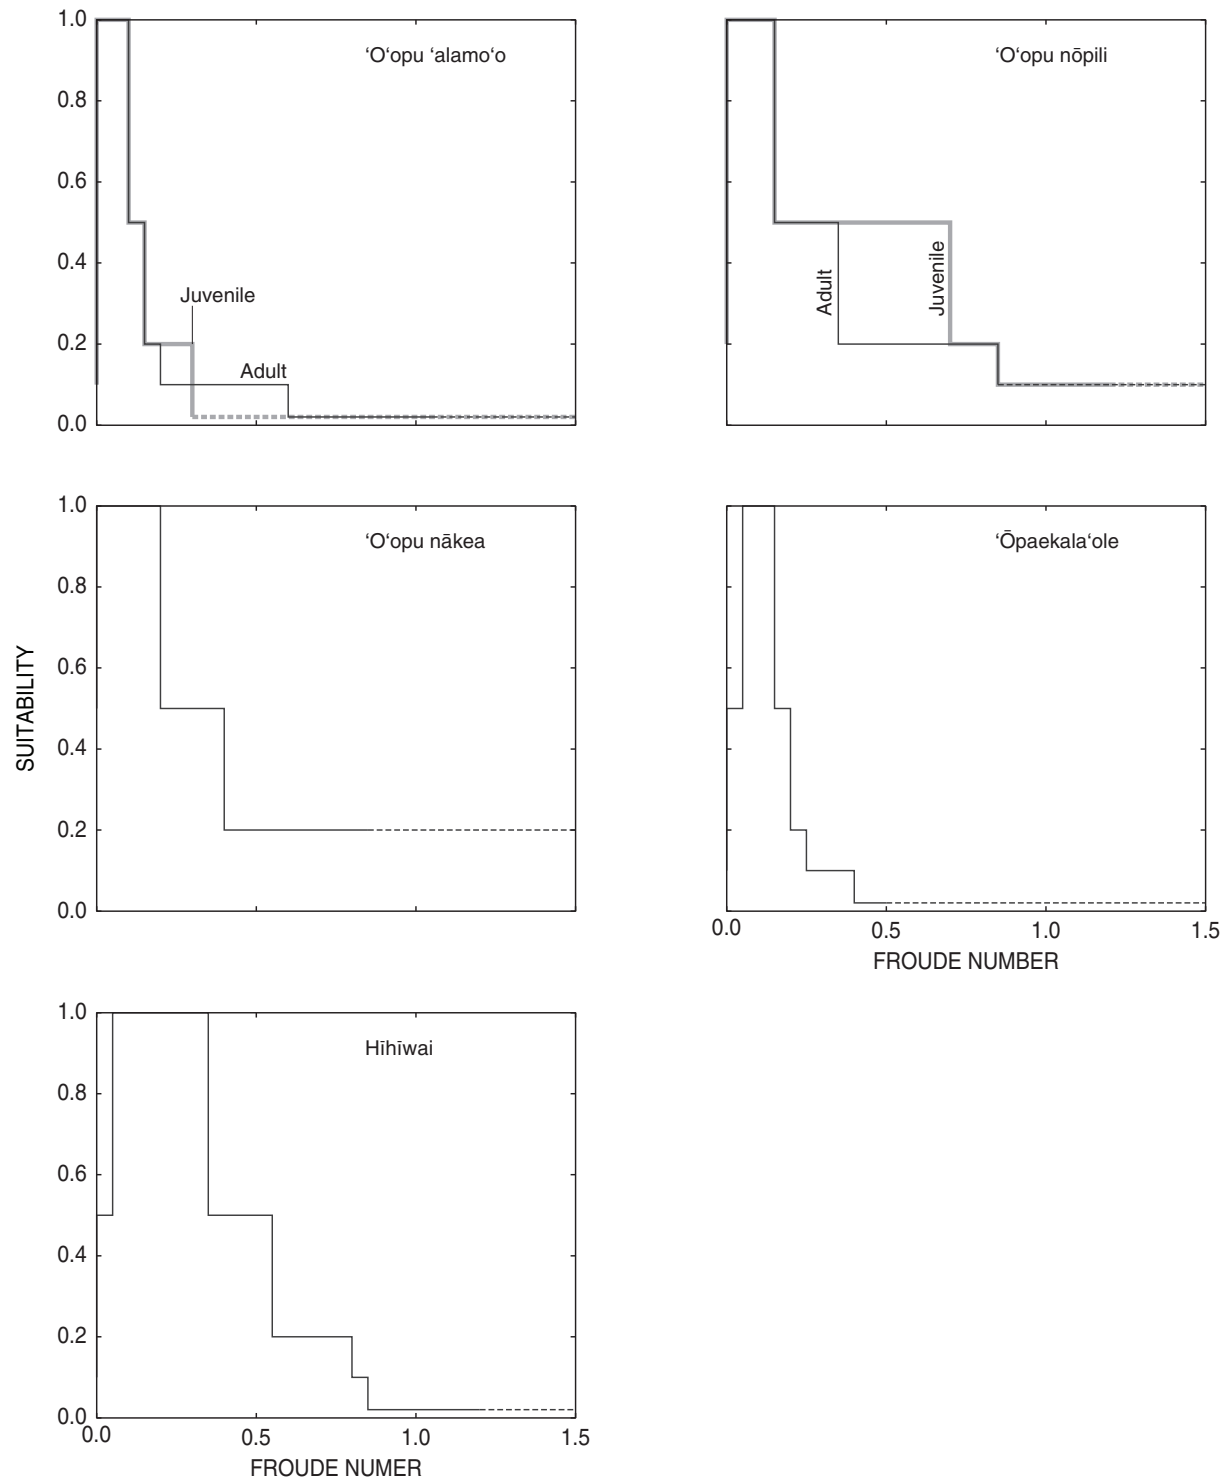 1.0
0.8
0.6
0.4
0.2
0.0
ʻOʻopu ʻalamoʻo
Juvenile
Adult
ʻOʻopu nōpili
Adult
Juvenile
SUITABILITY
1.0
0.8
0.6
0.4
0.2
0.0
ʻOʻopu nākea
ʻŌpaekalaʻole
0.0 0.5 1.0 1.5
FROUDE NUMBER
1.0
0.8
0.6
0.4
0.2
0.0
Hīhīwai
0.0 0.5 1.0 1.5
FROUDE NUMER